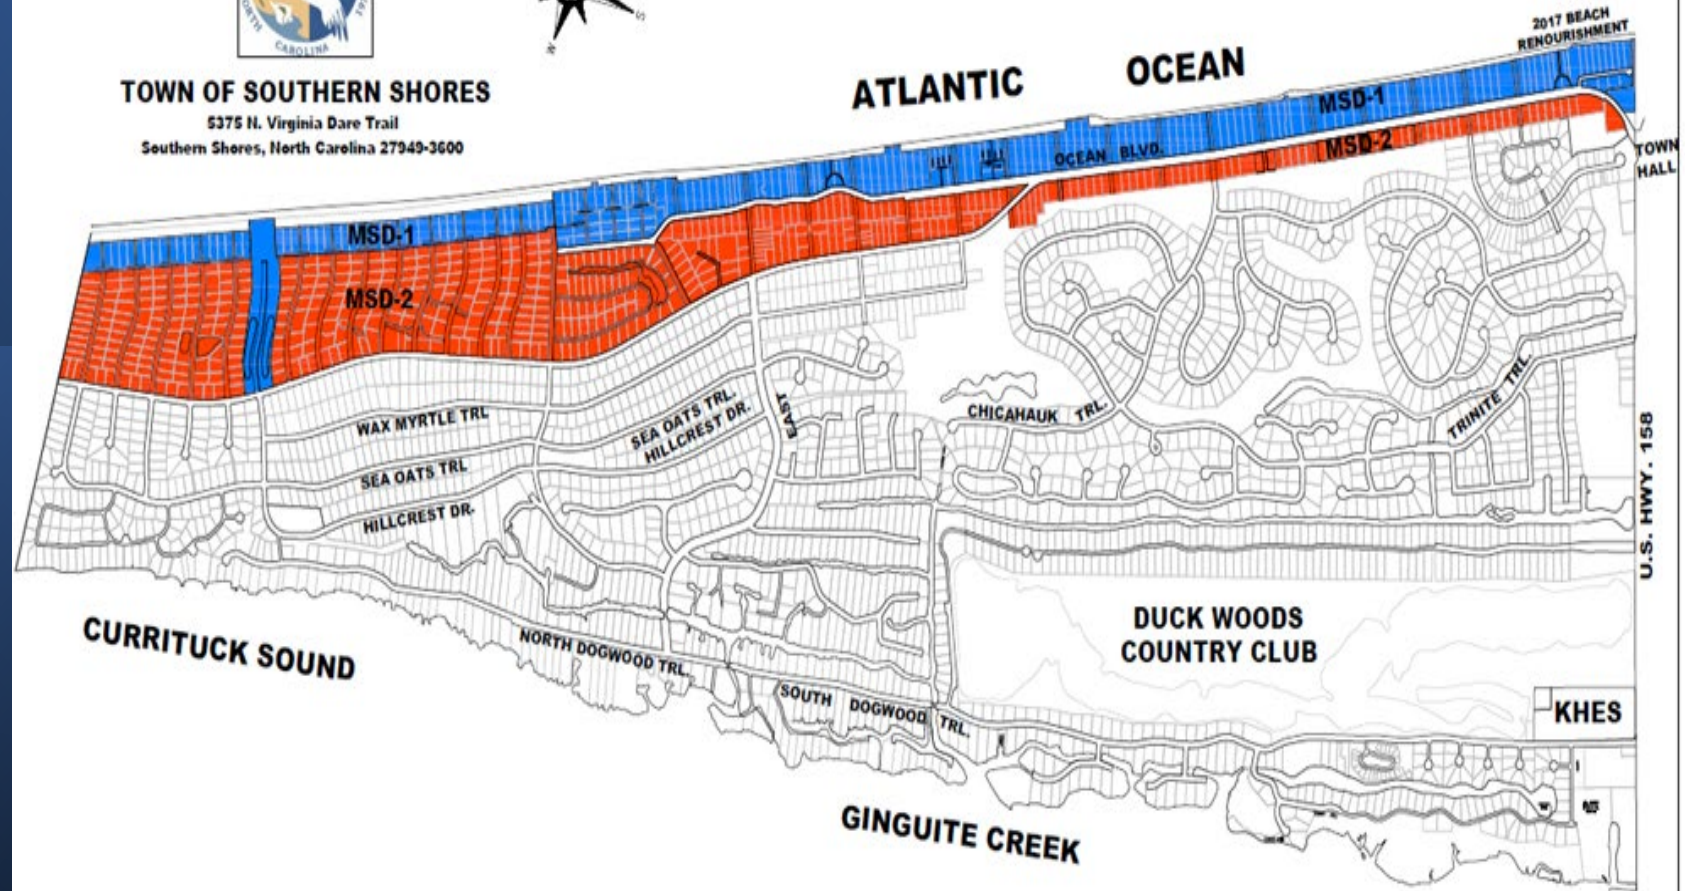 ORTH
CAROLINA
S
W
TOWN OF SOUTHERN SHORES
5375 N. Virginia Dare Trail
Southern Shores, North Carolina 27949-3600
ATLANTIC OCEAN
2017 BEACH
RENOURISHMENT
MSD-1
OCEAN BLVD.
MSD-2
TOWN
HALL
MSD-1
MSD-2
WAX MYRTLE TRL
SEA OATS TRL.
HILLCREST DR.
EAST
CHICAHAUK TRL.
TRINITE TRL.
SEA OATS TRL
HILLCREST DR.
U.S. HWY. 158
CURRITUCK SOUND
NORTH DOGWOOD TRL.
SOUTH DOGWOOD TRL.
DUCK WOODS
COUNTRY CLUB
KHES
GINGUITE CREEK